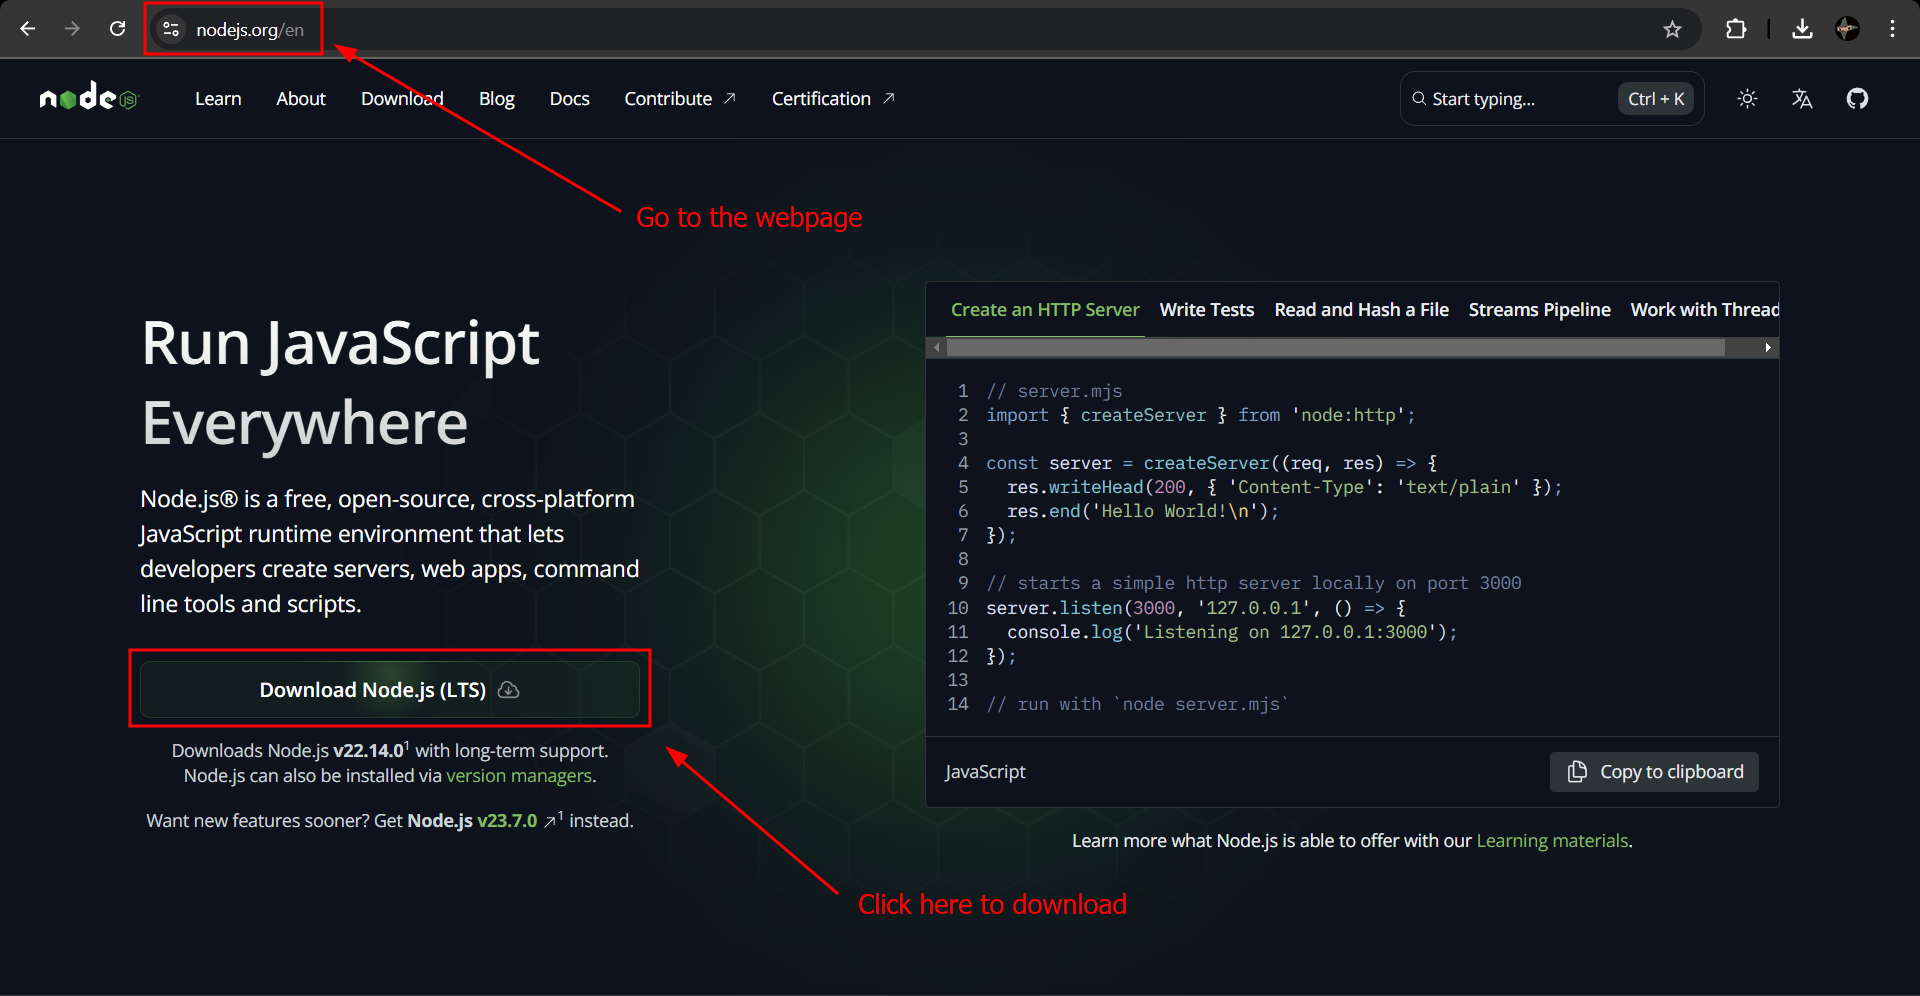 nodejs.org/en
node JS
Learn About Download Blog Docs Contribute ↗ Certification ↗
Start typing... Ctrl + K
Go to the webpage
Run JavaScript
Everywhere
Node.js® is a free, open-source, cross-platform
JavaScript runtime environment that lets
developers create servers, web apps, command
line tools and scripts.
Download Node.js (LTS)
Downloads Node.js v22.14.0¹ with long-term support.
Node.js can also be installed via version managers.
Want new features sooner? Get Node.js v23.7.0 ↗¹ instead.
Click here to download
Create an HTTP Server Write Tests Read and Hash a File Streams Pipeline Work with Thread
1 // server.mjs
2 import { createServer } from 'node:http';
3
4 const server = createServer((req, res) => {
5   res.writeHead(200, { 'Content-Type': 'text/plain' });
6   res.end('Hello World!\n');
7 });
8
9 // starts a simple http server locally on port 3000
10 server.listen(3000, '127.0.0.1', () => {
11   console.log('Listening on 127.0.0.1:3000');
12 });
13
14 // run with `node server.mjs`
JavaScript Copy to clipboard
Learn more what Node.js is able to offer with our Learning materials.